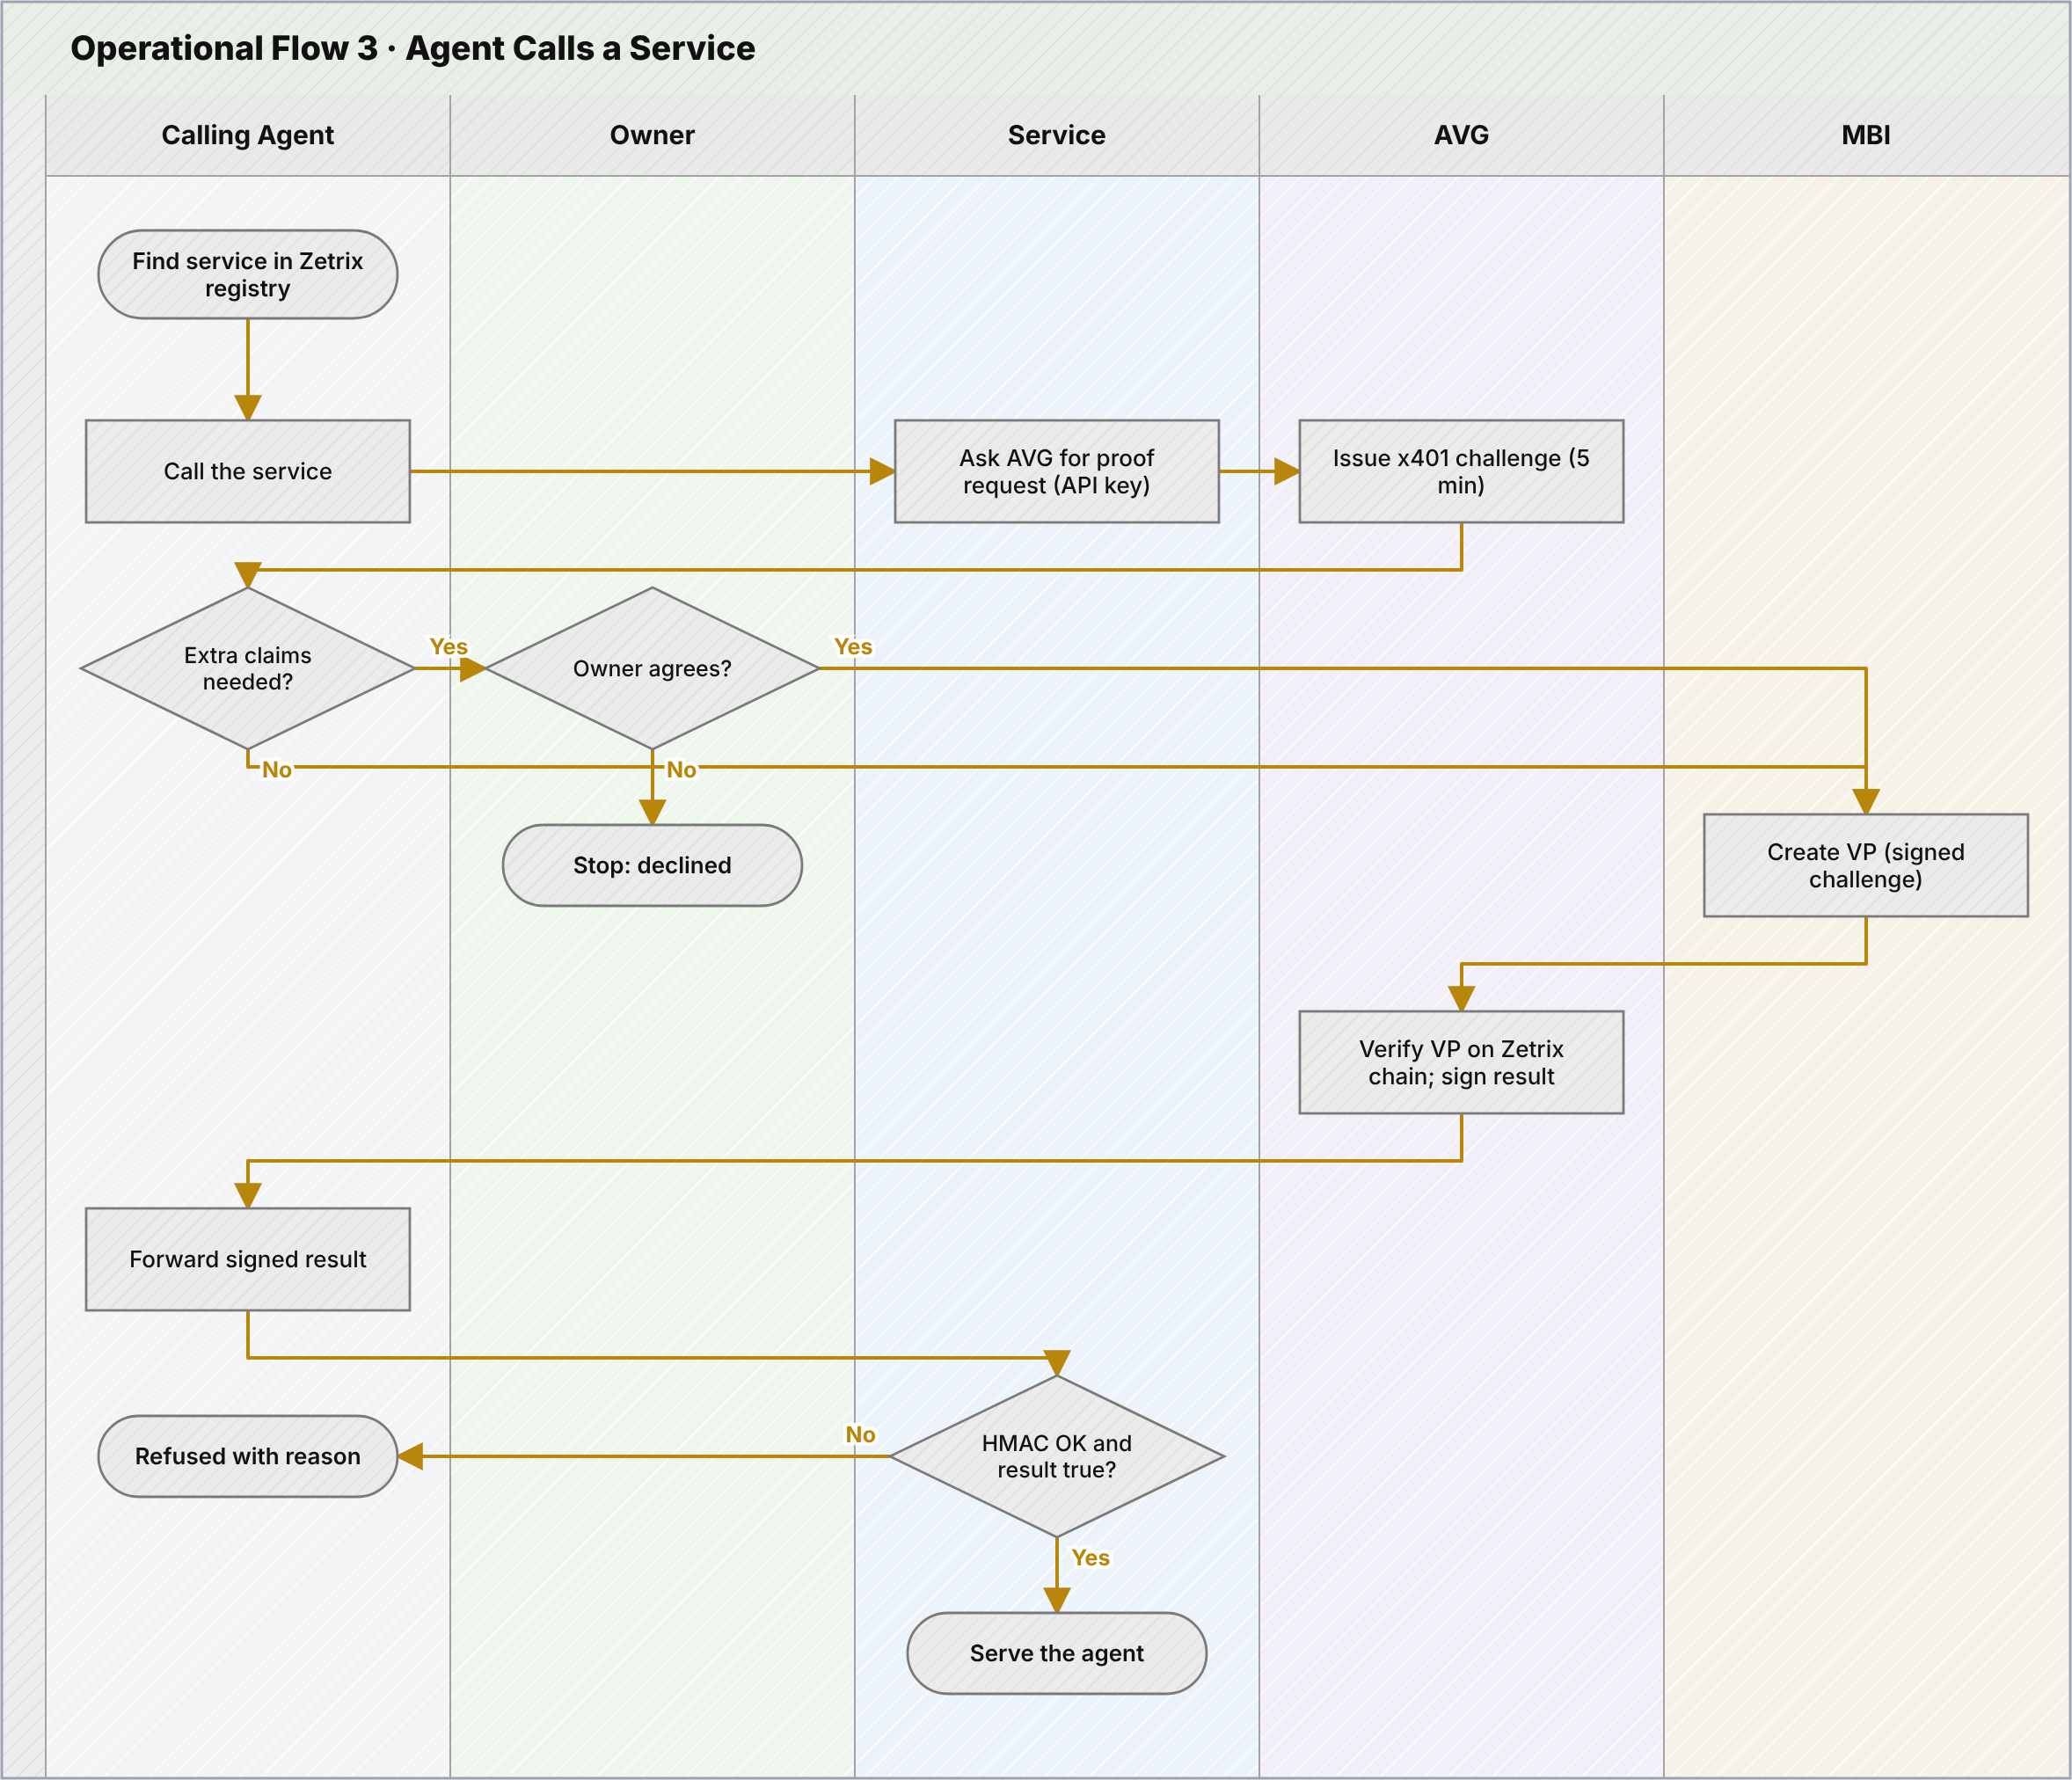 Operational Flow 3 · Agent Calls a Service
Calling Agent
Owner
Service
AVG
MBI
Find service in Zetrix
registry
Call the service
Ask AVG for proof
request (API key)
Issue x401 challenge (5
min)
Extra claims
needed?
Yes
Owner agrees?
Yes
No
No
Stop: declined
Create VP (signed
challenge)
Verify VP on Zetrix
chain; sign result
Forward signed result
Refused with reason
No
HMAC OK and
result true?
Yes
Serve the agent